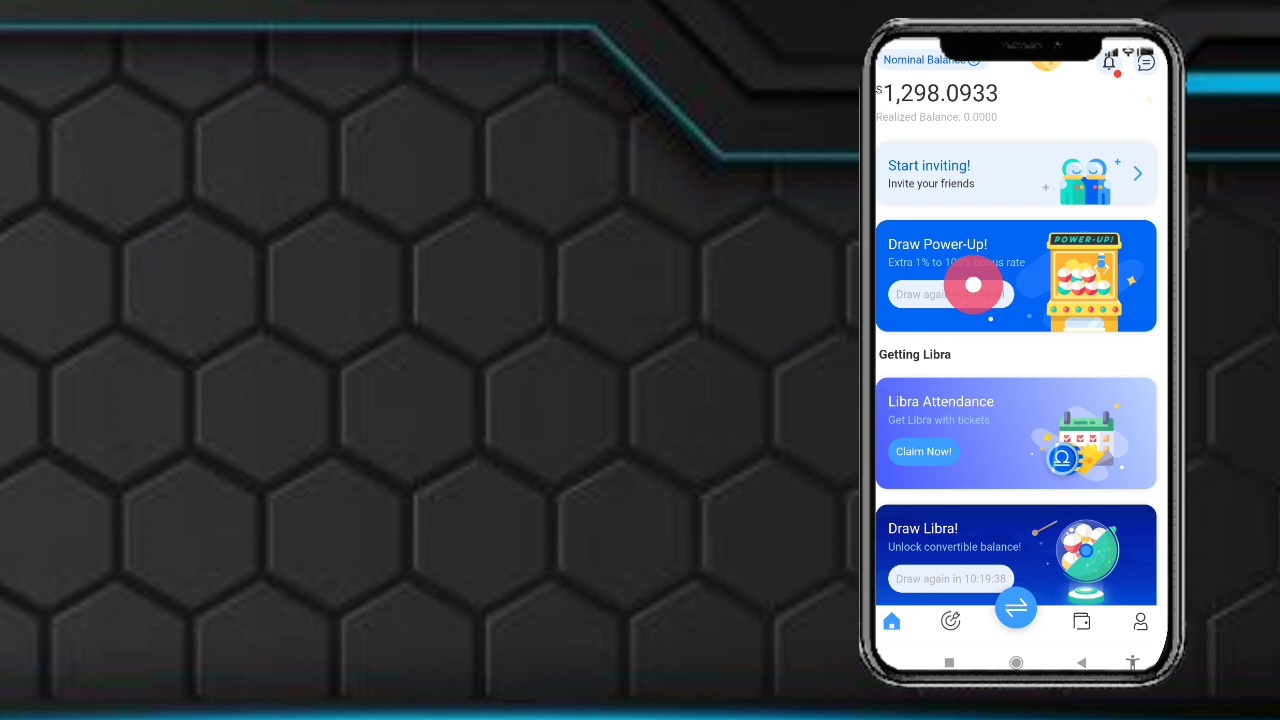 Nominal Balance
$1,298.0933
Realized Balance: 0.0000
Start inviting!
Invite your friends
Draw Power-Up!
Extra 1% to 100% bonus rate
POWER-UP!
Draw again in
Getting Libra
Libra Attendance
Get Libra with tickets
Claim Now!
Draw Libra!
Unlock convertible balance!
Draw again in 10:19:38